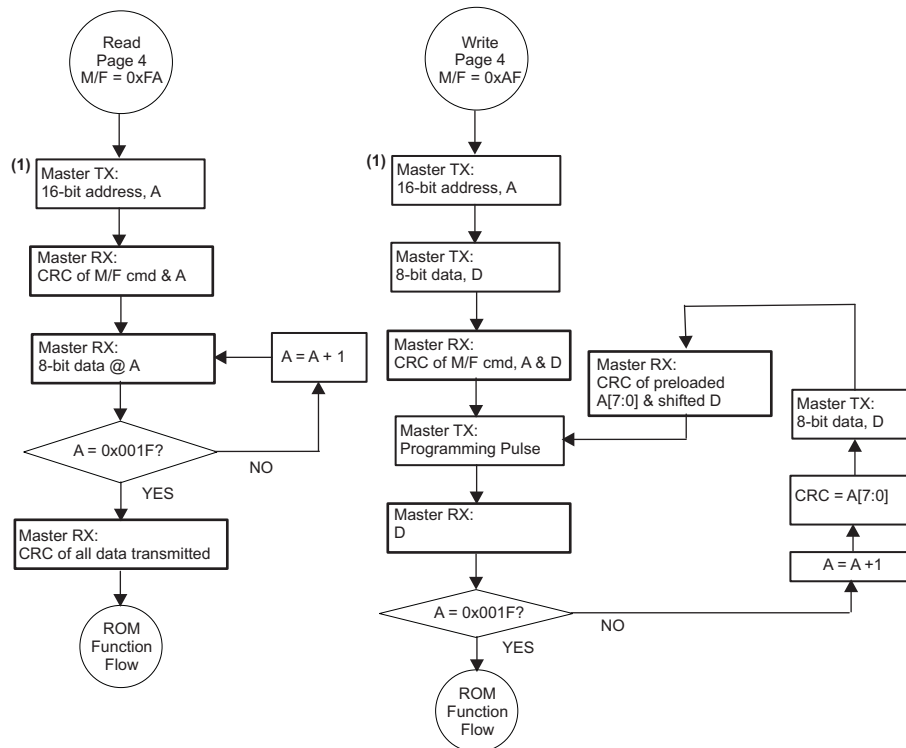 Read
Page 4
M/F = 0xFA
(1)
Master TX:
16-bit address, A
Master RX:
CRC of M/F cmd & A
Master RX:
8-bit data @ A
A = A + 1
A = 0x001F?
NO
YES
Master RX:
CRC of all data transmitted
ROM
Function
Flow
Write
Page 4
M/F = 0xAF
(1)
Master TX:
16-bit address, A
Master TX:
8-bit data, D
Master RX:
CRC of M/F cmd, A & D
Master TX:
Programming Pulse
Master RX:
D
A = 0x001F?
NO
YES
ROM
Function
Flow
Master RX:
CRC of preloaded
A[7:0] & shifted D
Master TX:
8-bit data, D
CRC = A[7:0]
A = A +1